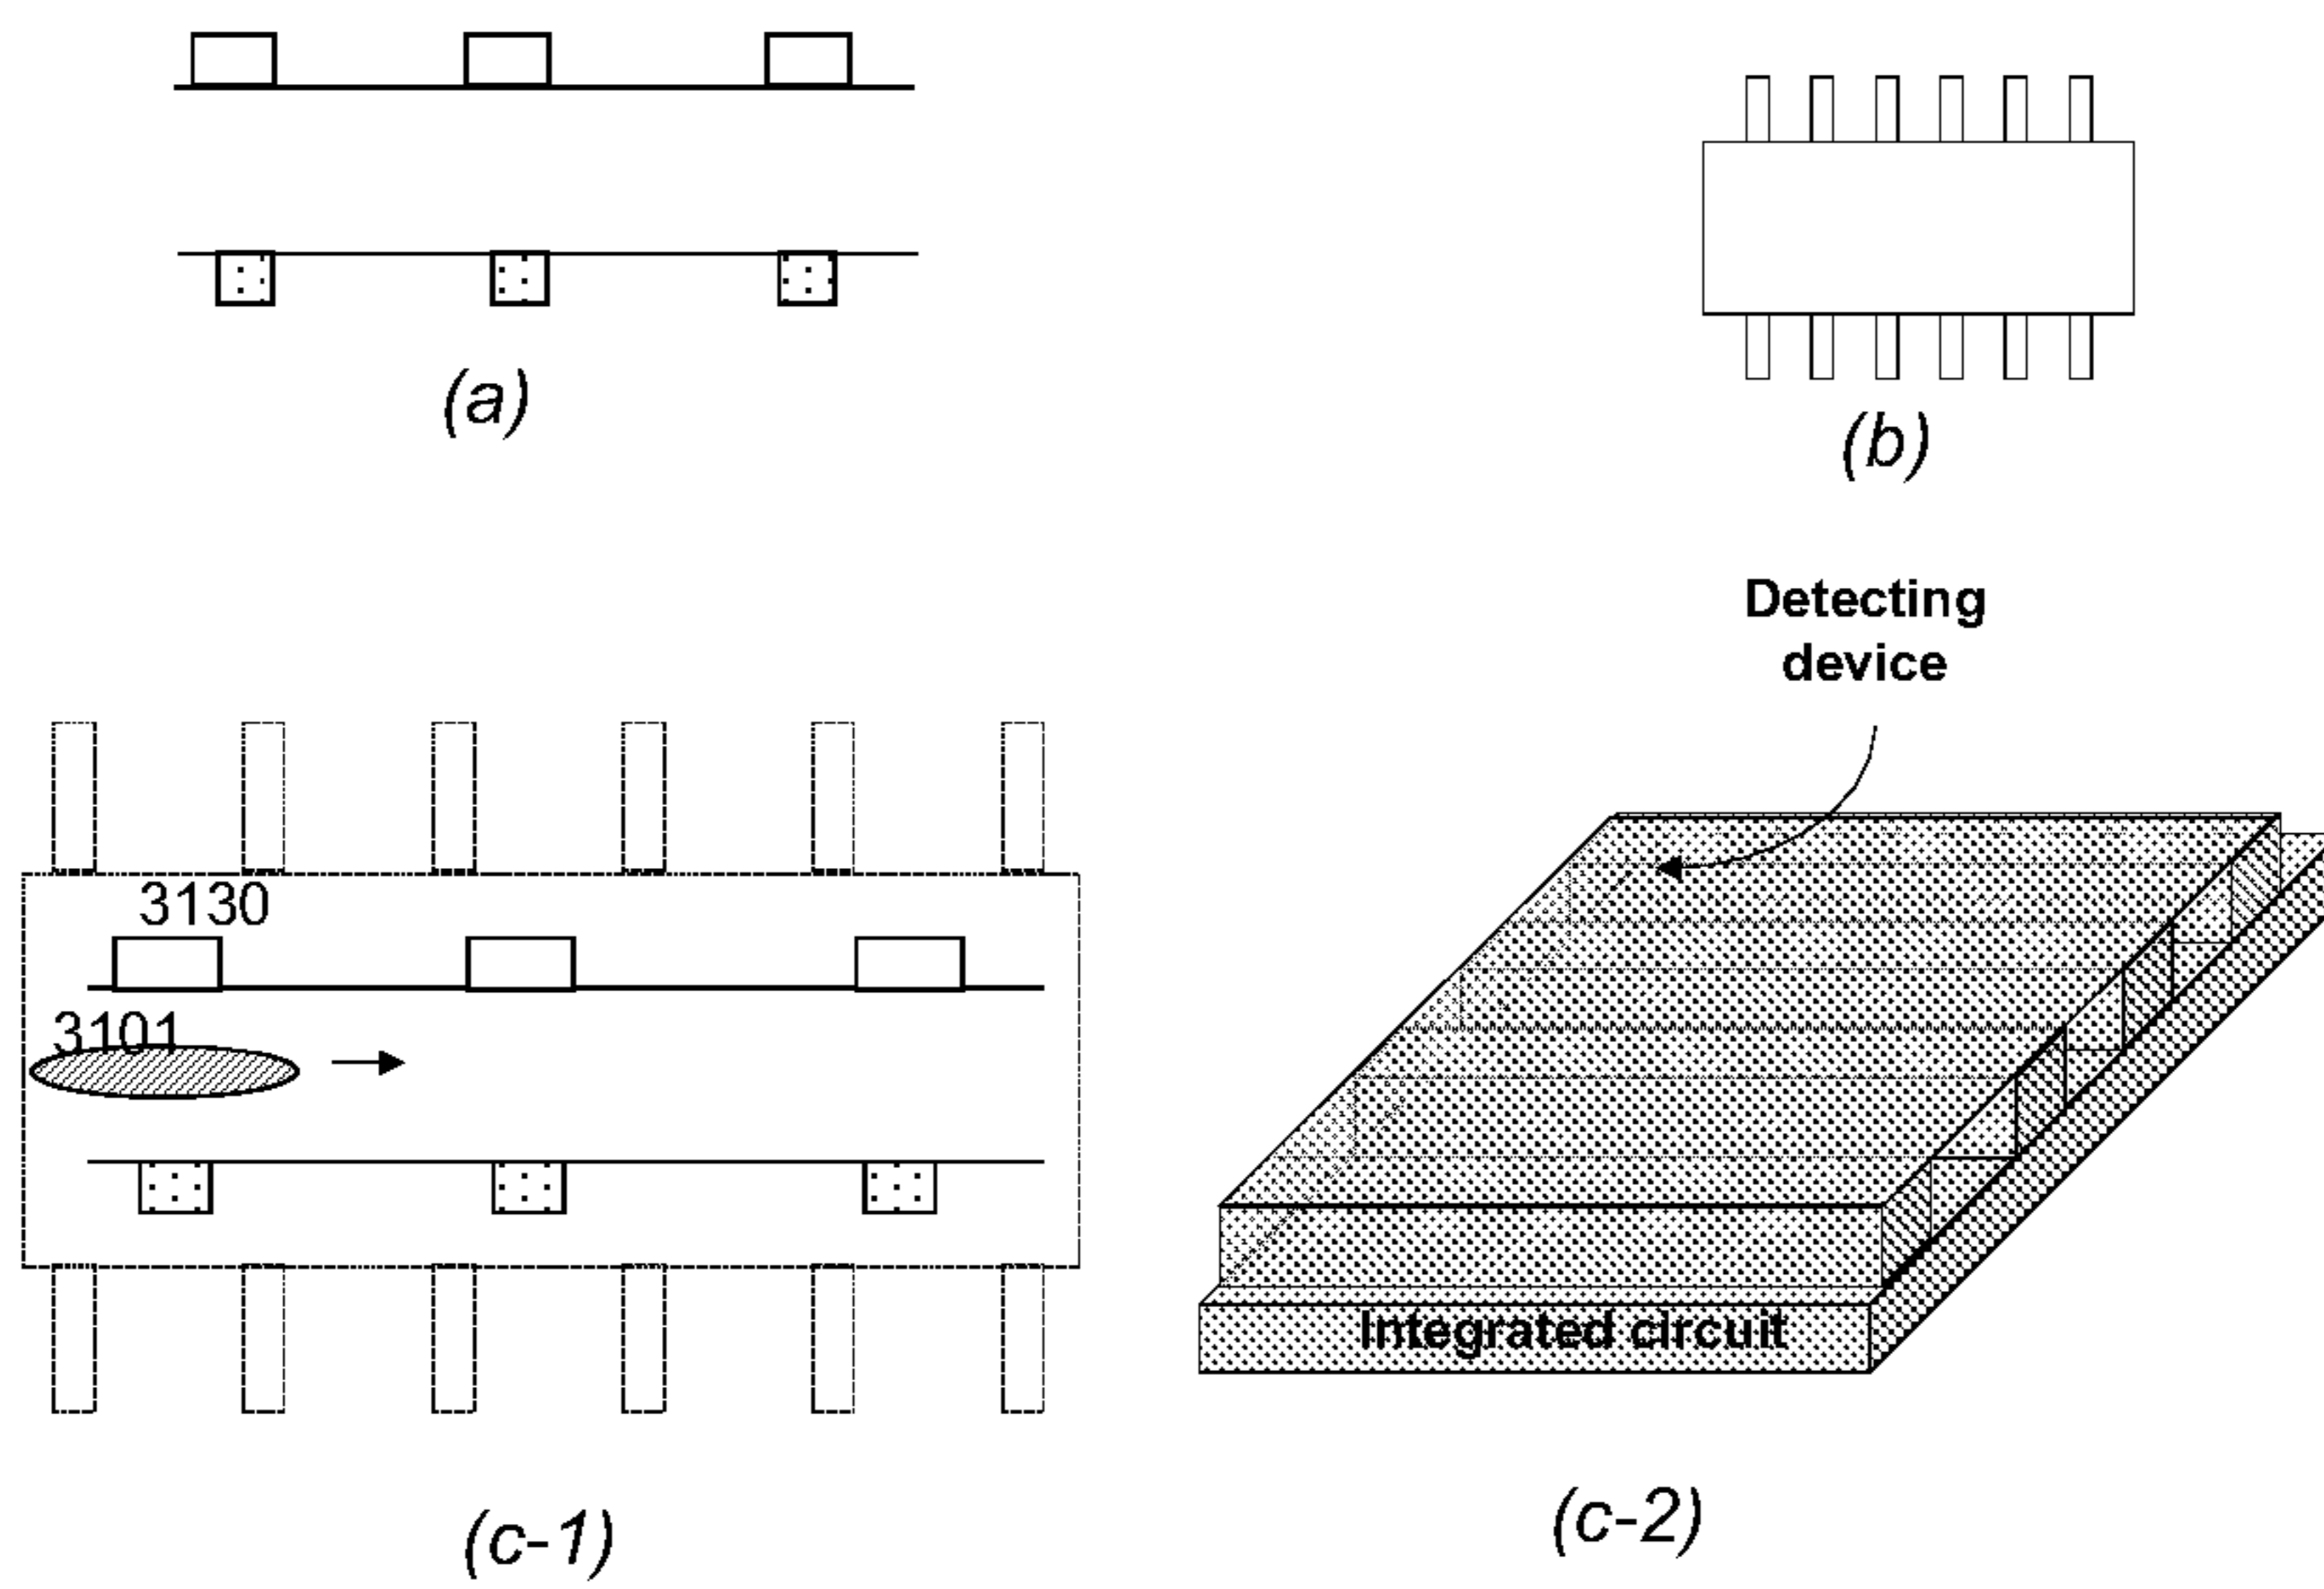 (a)
(b)
Detecting
device
3130
3101
Integrated circuit
(c-1)
(c-2)